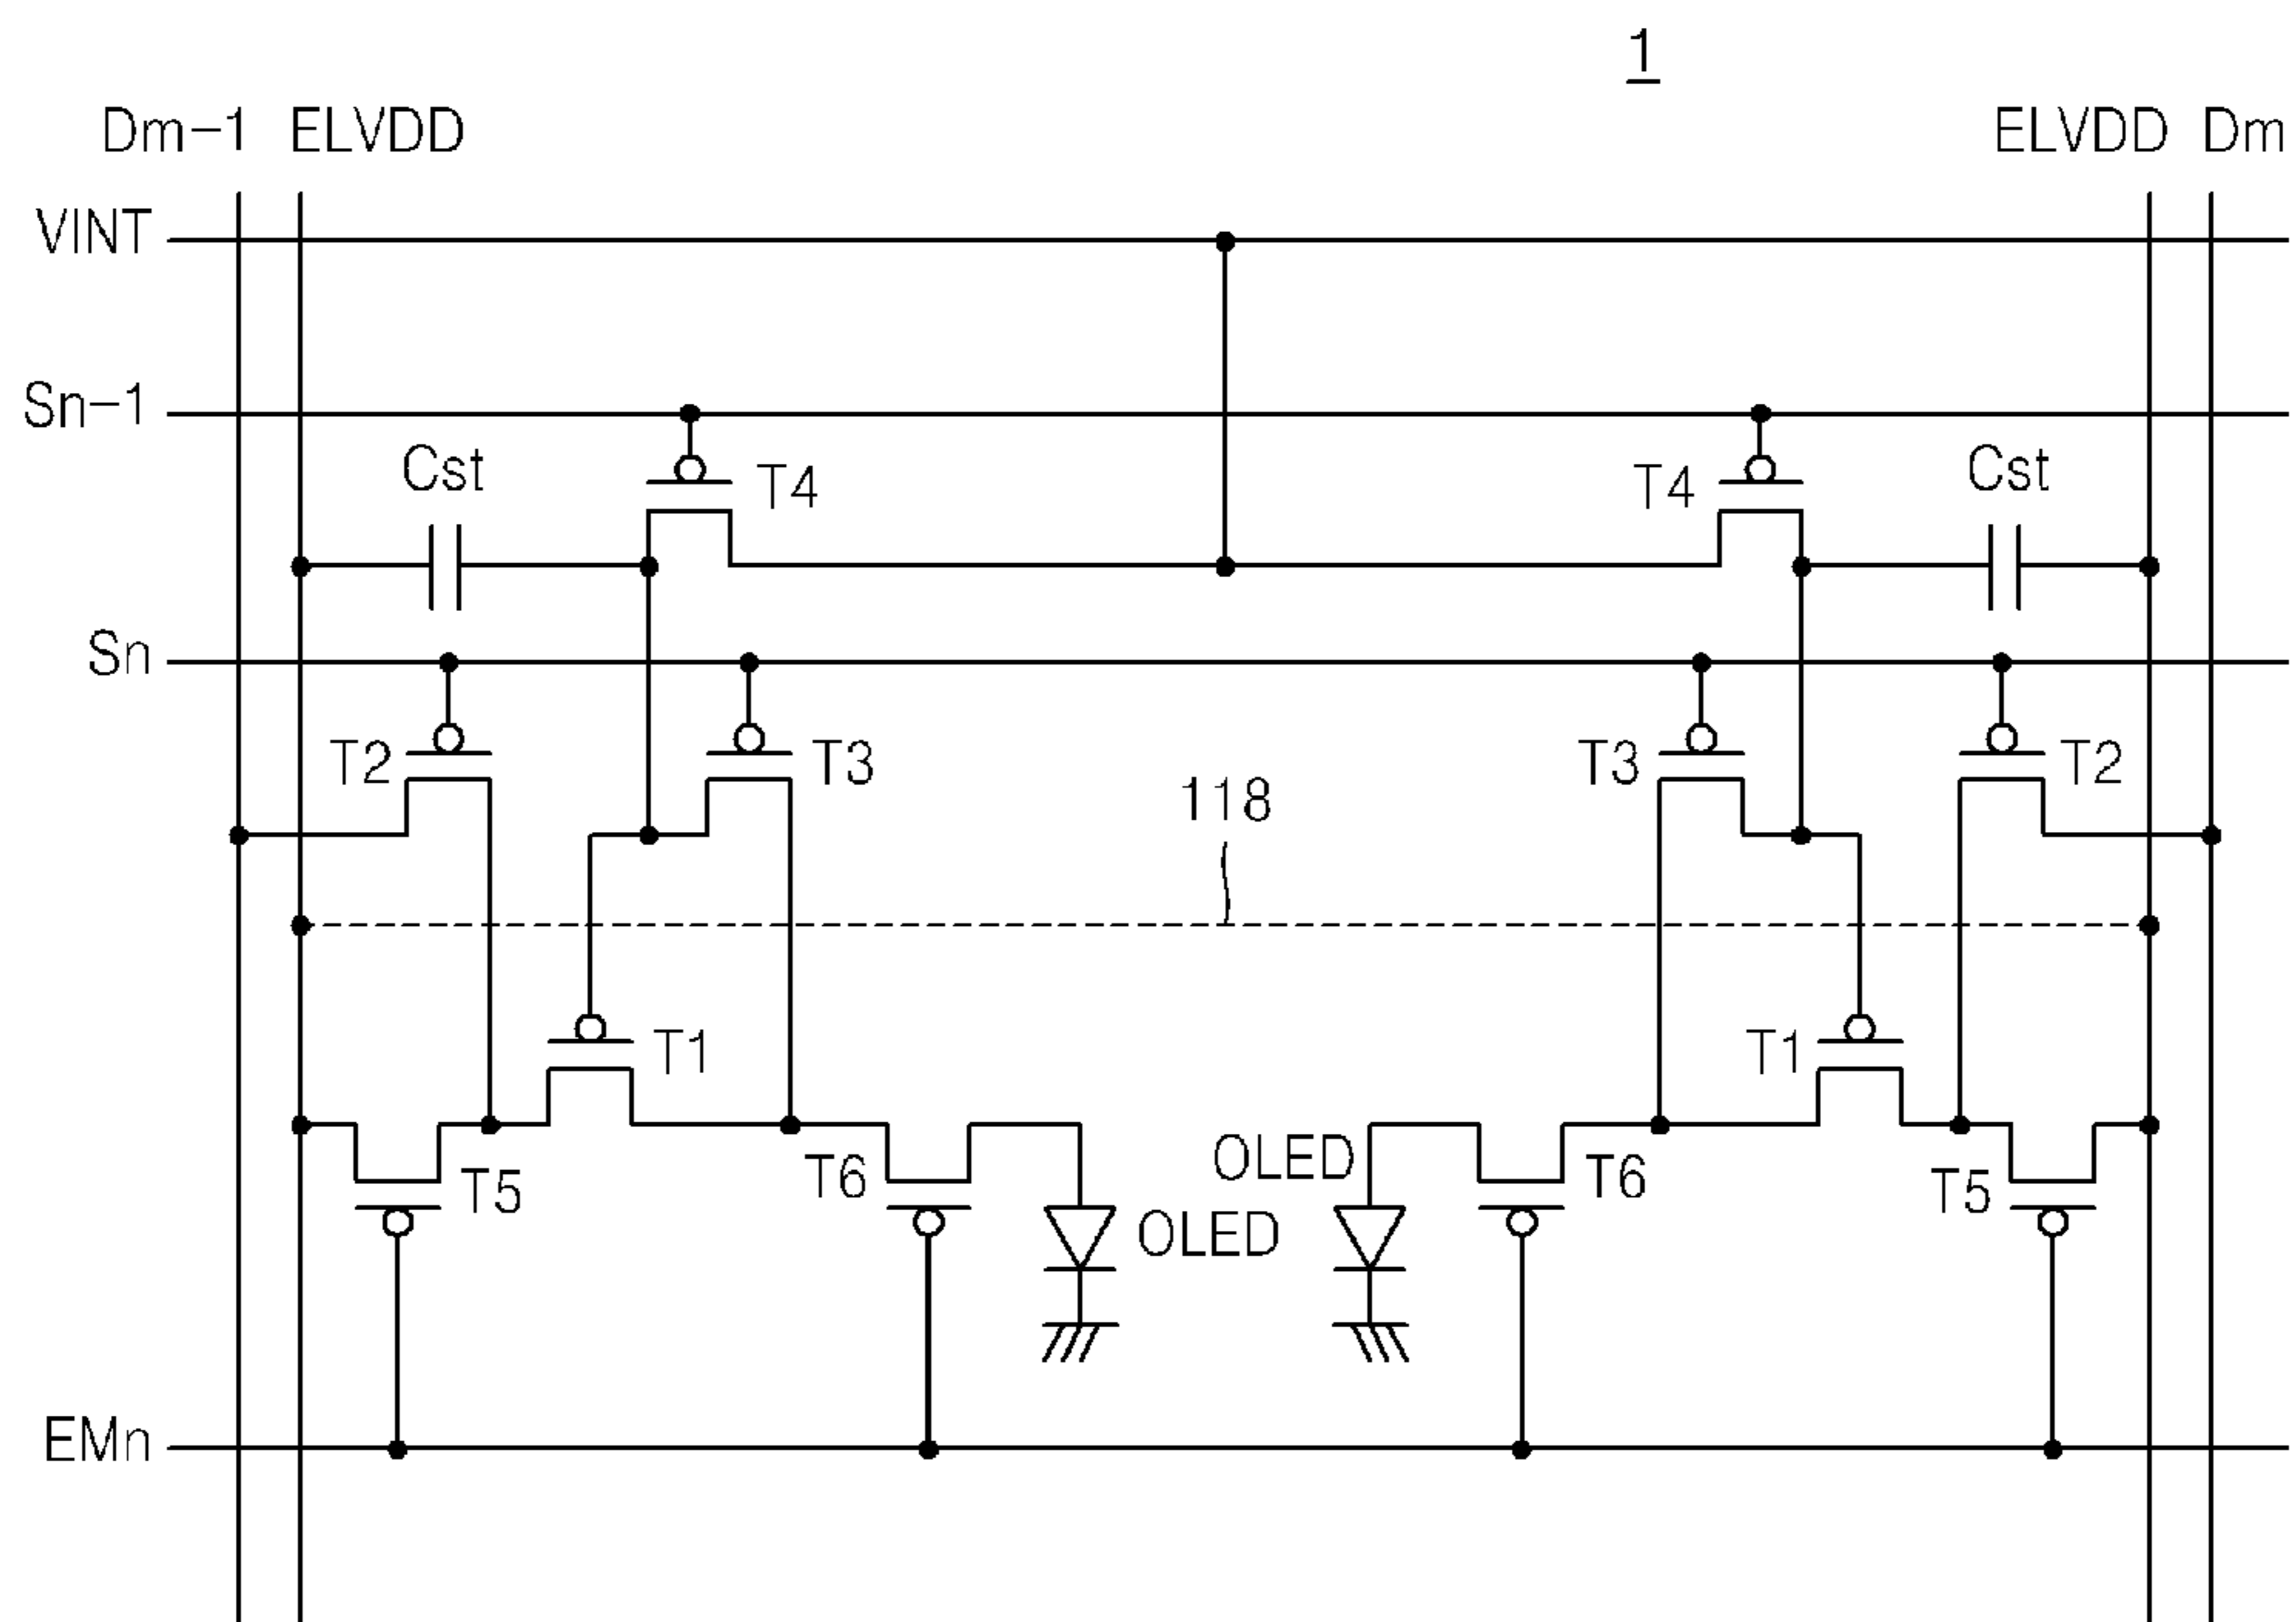 1
Dm-1 ELVDD ELVDD Dm
VINT
Sn-1
Cst T4 T4 Cst
Sn
T2 T3 T3 T2
118
T1 T1
OLED
T5 T6 T6 T5
OLED
EMn